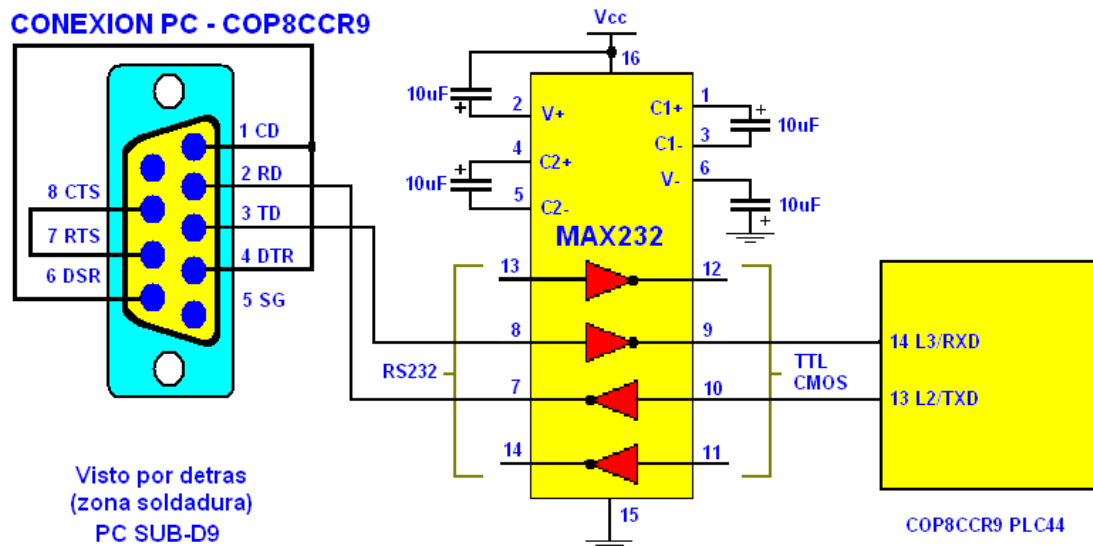 CONEXION PC - COP8CCR9
Vcc
16
10uF
+
2
V+
C1+
1
+
10uF
C1-
3
4
C2+
+
10uF
5
C2-
V-
6
10uF
+
MAX232
1 CD
2 RD
3 TD
4 DTR
5 SG
8 CTS
7 RTS
6 DSR
13
12
8
9
7
10
14
11
15
RS232
TTL
CMOS
14 L3/RXD
13 L2/TXD
Visto por detras
(zona soldadura)
PC SUB-D9
COP8CCR9 PLC44